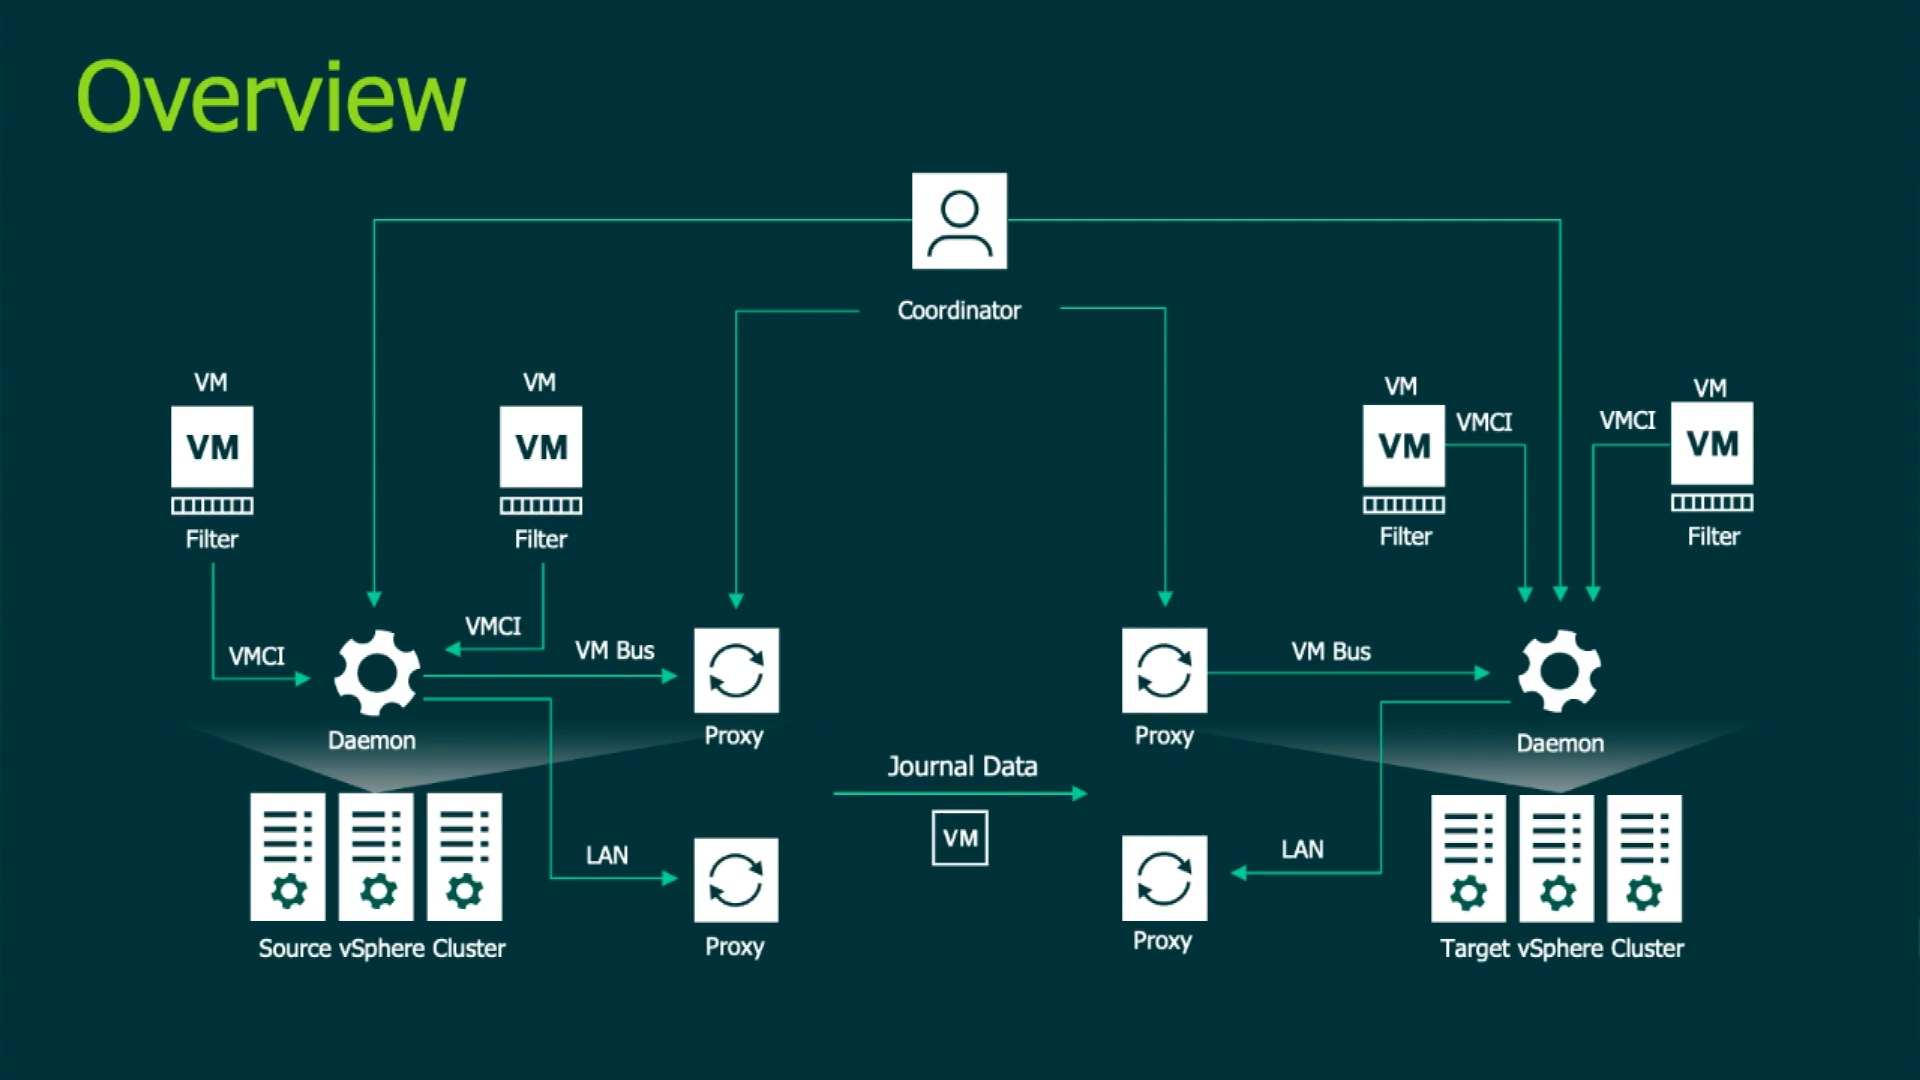 Overview
Coordinator
VM
VM
VM
VM
VM
VMCI
VMCI
VM
VM
VM
Filter
Filter
Filter
Filter
VMCI
VMCI
VM Bus
VM Bus
Daemon
Proxy
Proxy
Daemon
Journal Data
VM
LAN
LAN
Source vSphere Cluster
Proxy
Proxy
Target vSphere Cluster